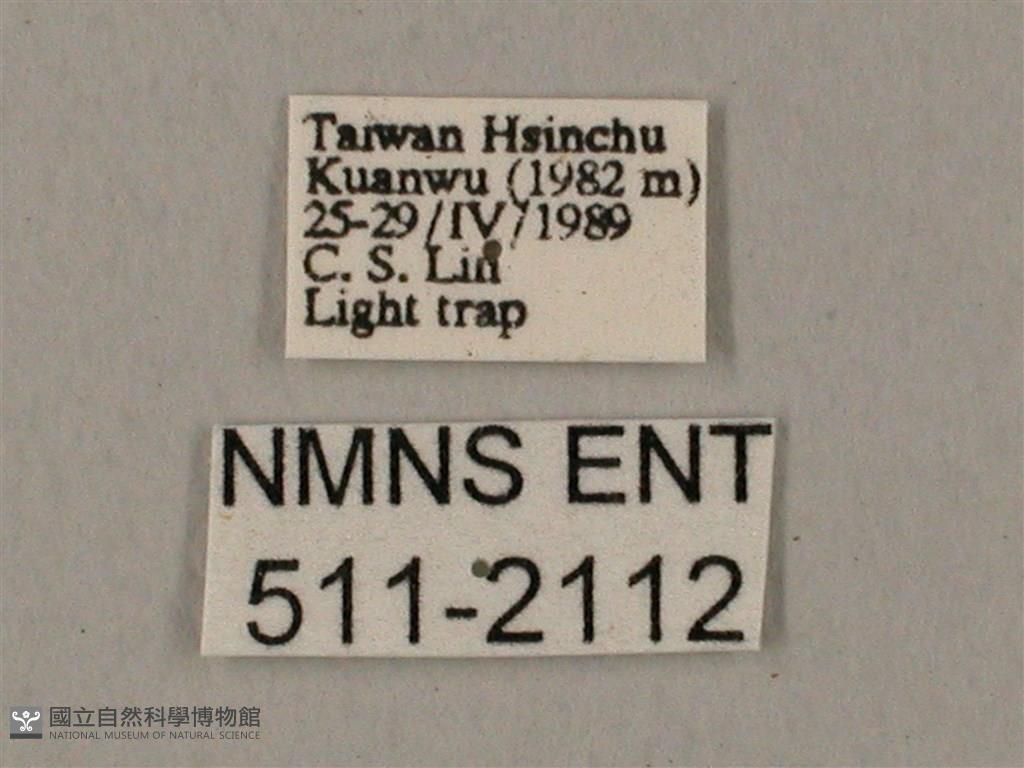 Taiwan Hsinchu
Kuanwu (1982 m)
25-29/IV/1989
C. S. Lin
Light trap
NMNS ENT
511-2112
國立自然科學博物館
NATIONAL MUSEUM OF NATURAL SCIENCE